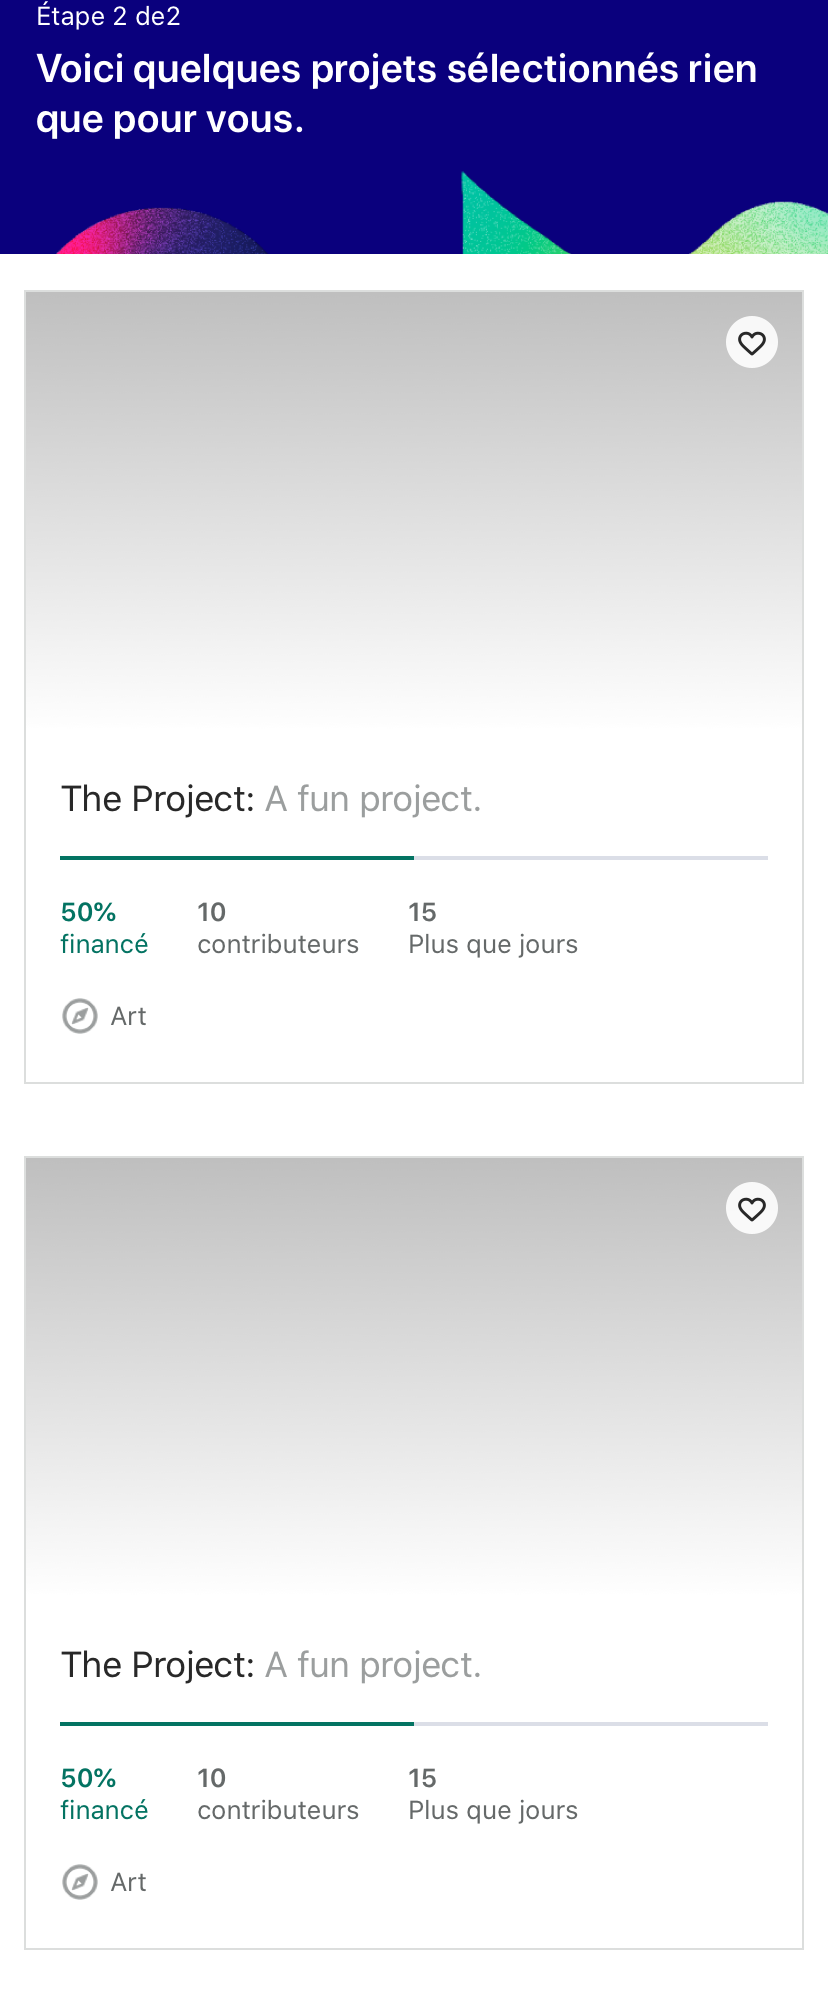 Étape 2 de2
Voici quelques projets sélectionnés rien
que pour vous.
The Project: A fun project.
50% 10 15
financé contributeurs Plus que jours
Art
The Project: A fun project.
50% 10 15
financé contributeurs Plus que jours
Art